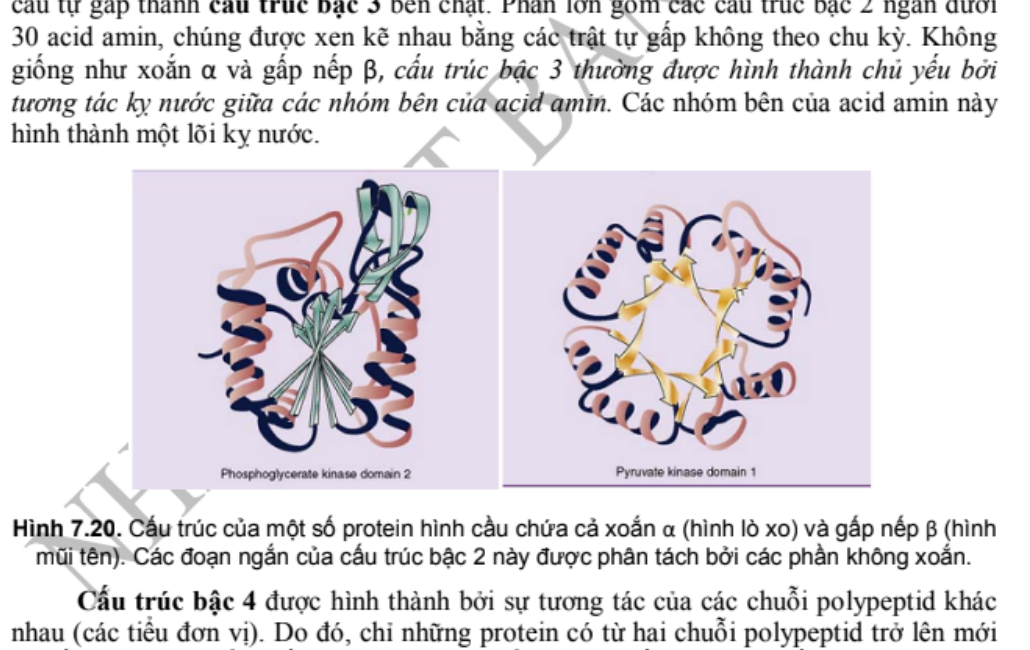 cấu tự gấp thành cấu trúc bậc 3 bền chặt. Phần lớn gồm các cấu trúc bậc 2 ngắn dưới
30 acid amin, chúng được xen kẽ nhau bằng các trật tự gấp không theo chu kỳ. Không
giống như xoắn α và gấp nếp β, cấu trúc bậc 3 thường được hình thành chủ yếu bởi
tương tác kỵ nước giữa các nhóm bên của acid amin. Các nhóm bên của acid amin này
hình thành một lõi kỵ nước.
Phosphoglycerate kinase domain 2
Pyruvate kinase domain 1
Hình 7.20. Cấu trúc của một số protein hình cầu chứa cả xoắn α (hình lò xo) và gấp nếp β (hình
mũi tên). Các đoạn ngắn của cấu trúc bậc 2 này được phân tách bởi các phần không xoắn.
Cấu trúc bậc 4 được hình thành bởi sự tương tác của các chuỗi polypeptid khác
nhau (các tiểu đơn vị). Do đó, chỉ những protein có từ hai chuỗi polypeptid trở lên mới